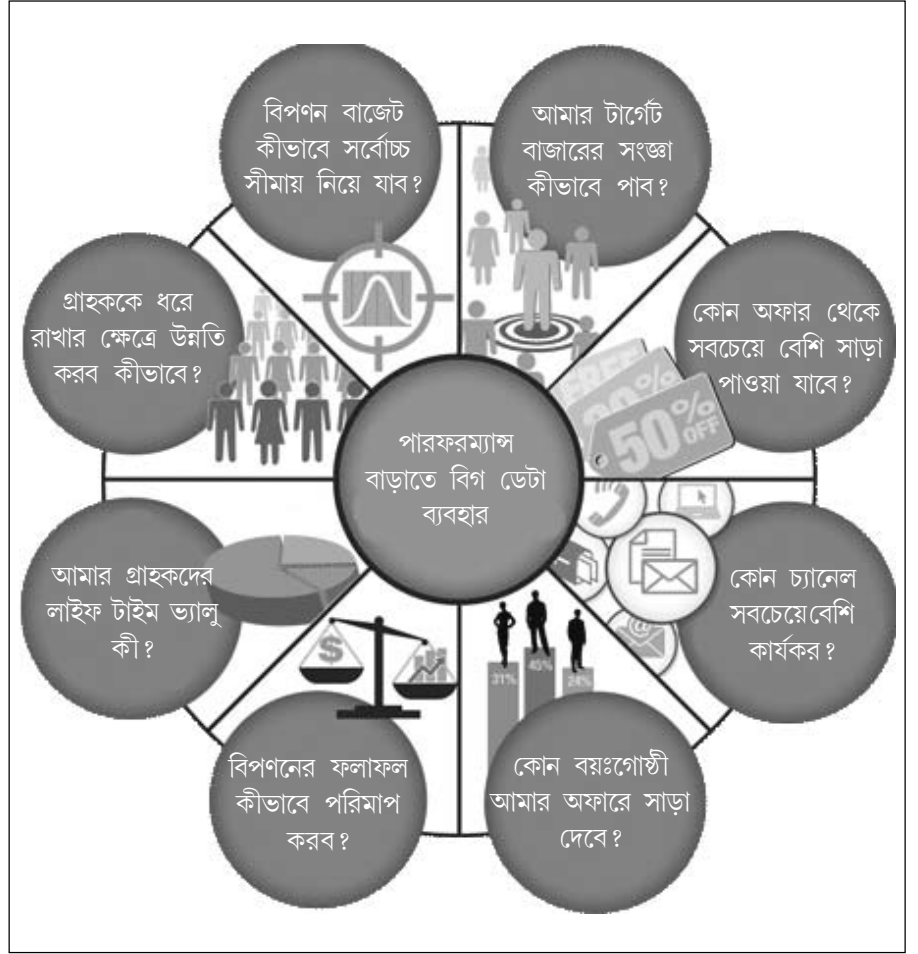 বিপণন বাজেট
কীভাবে সর্বোচ্চ
সীমায় নিয়ে যাব?
আমার টার্গেট
বাজারের সংজ্ঞা
কীভাবে পাব?
গ্রাহককে ধরে
রাখার ক্ষেত্রে উন্নতি
করব কীভাবে?
কোন অফার থেকে
সবচেয়ে বেশি সাড়া
পাওয়া যাবে?
FREE
%
50%
OFF
পারফরম্যান্স
বাড়াতে বিগ ডেটা
ব্যবহার
আমার গ্রাহকদের
লাইফ টাইম ভ্যালু
কী?
কোন চ্যানেল
সবচেয়েবেশি
কার্যকর?
$
@
31%
45%
24%
বিপণনের ফলাফল
কীভাবে পরিমাপ
করব?
কোন বয়ঃগোষ্ঠী
আমার অফারে সাড়া
দেবে?